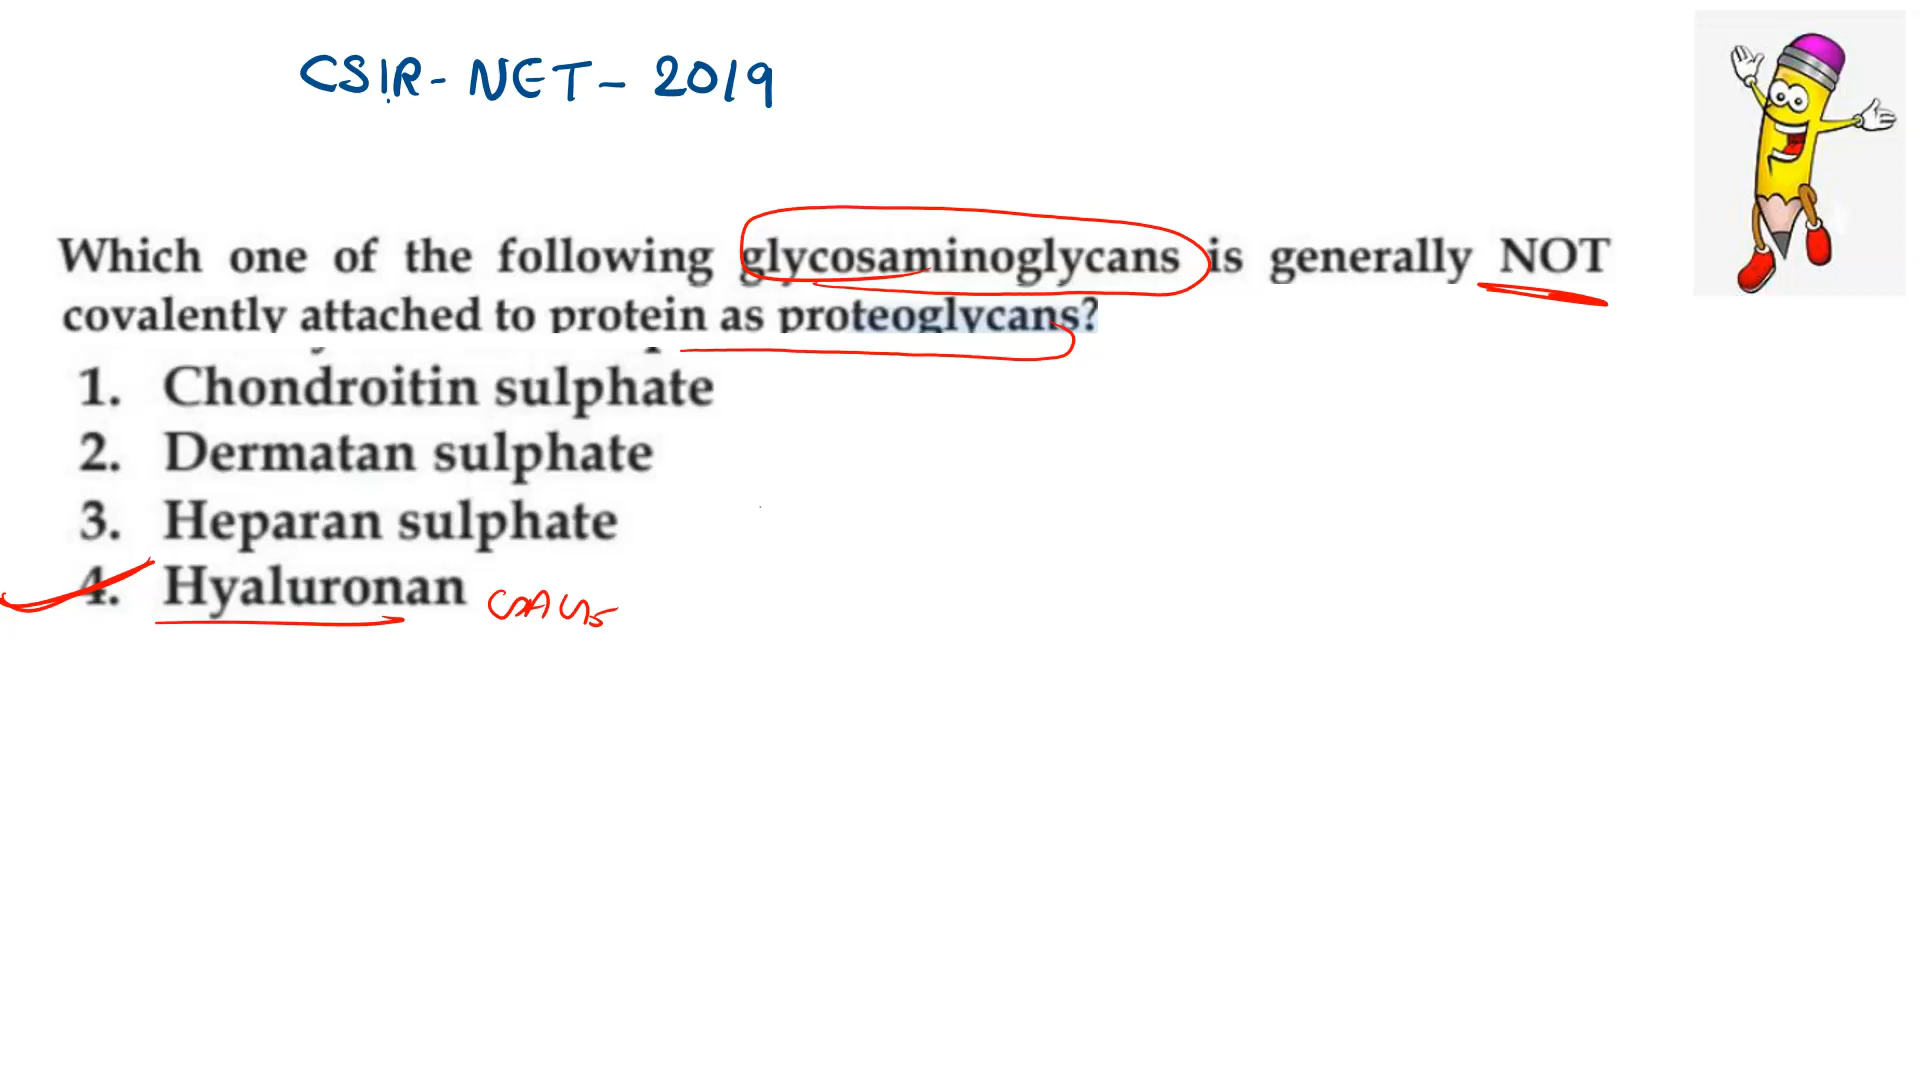 CSIR - NET - 2019
Which one of the following glycosaminoglycans is generally NOT
covalently attached to protein as proteoglycans?
1. Chondroitin sulphate
2. Dermatan sulphate
3. Heparan sulphate
4. Hyaluronan